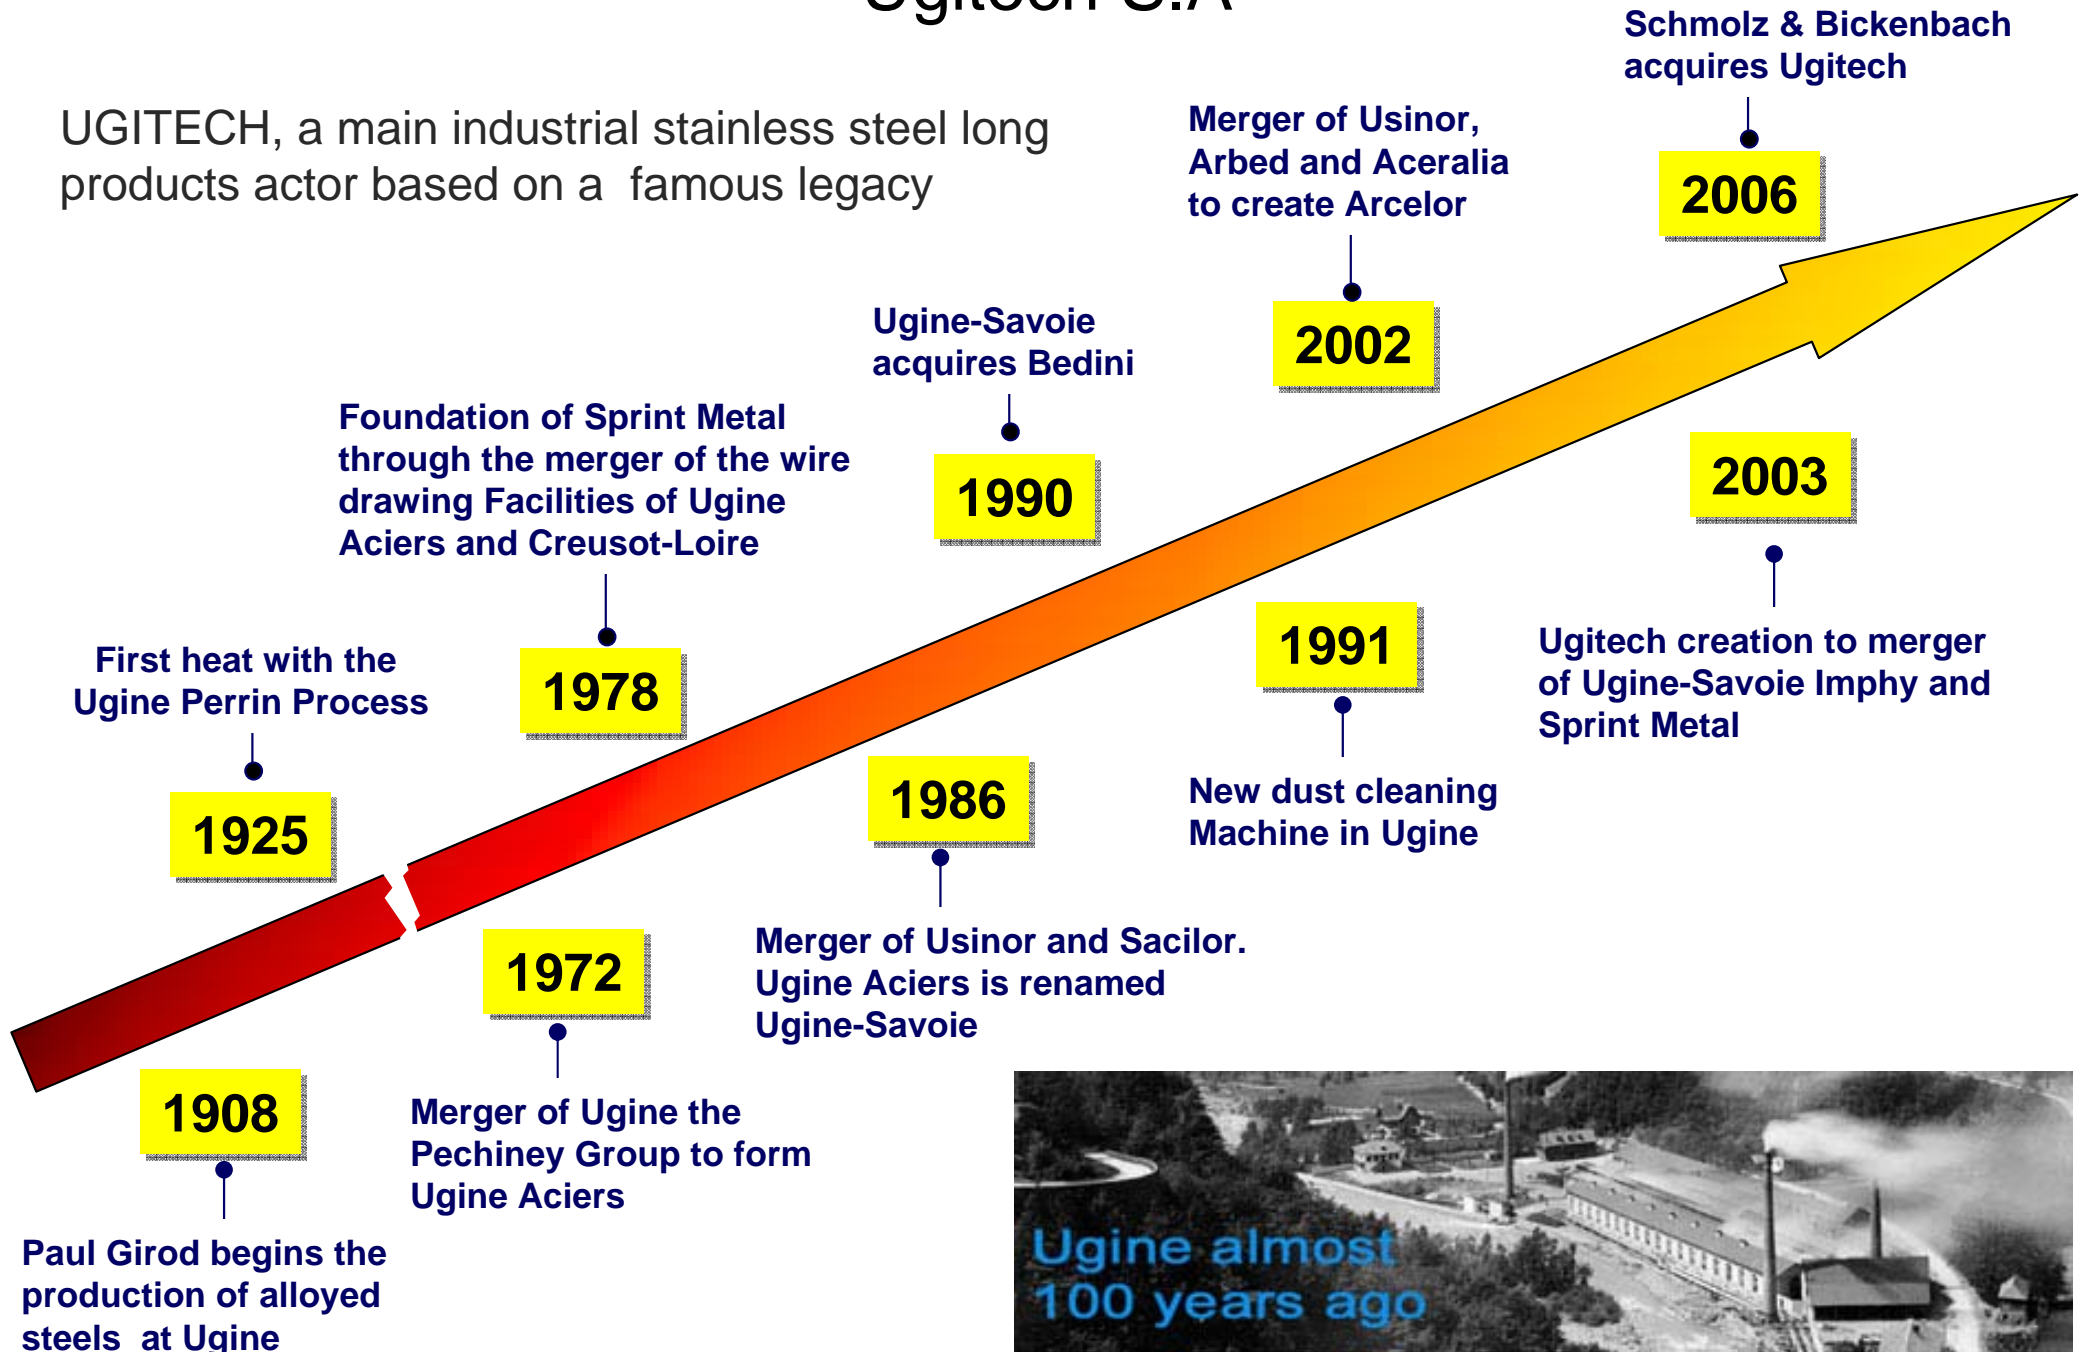 Ugitech S.A
UGITECH, a main industrial stainless steel long
products actor based on a  famous legacy
Schmolz & Bickenbach
acquires Ugitech
2006
Merger of Usinor,
Arbed and Aceralia
to create Arcelor
2002
Ugine-Savoie
acquires Bedini
1990
2003
Ugitech creation to merger
of Ugine-Savoie Imphy and
Sprint Metal
Foundation of Sprint Metal
through the merger of the wire
drawing Facilities of Ugine
Aciers and Creusot-Loire
1978
1991
New dust cleaning
Machine in Ugine
First heat with the
Ugine Perrin Process
1925
1986
Merger of Usinor and Sacilor.
Ugine Aciers is renamed
Ugine-Savoie
1972
Merger of Ugine the
Pechiney Group to form
Ugine Aciers
1908
Paul Girod begins the
production of alloyed
steels  at Ugine
Ugine almost
100 years ago